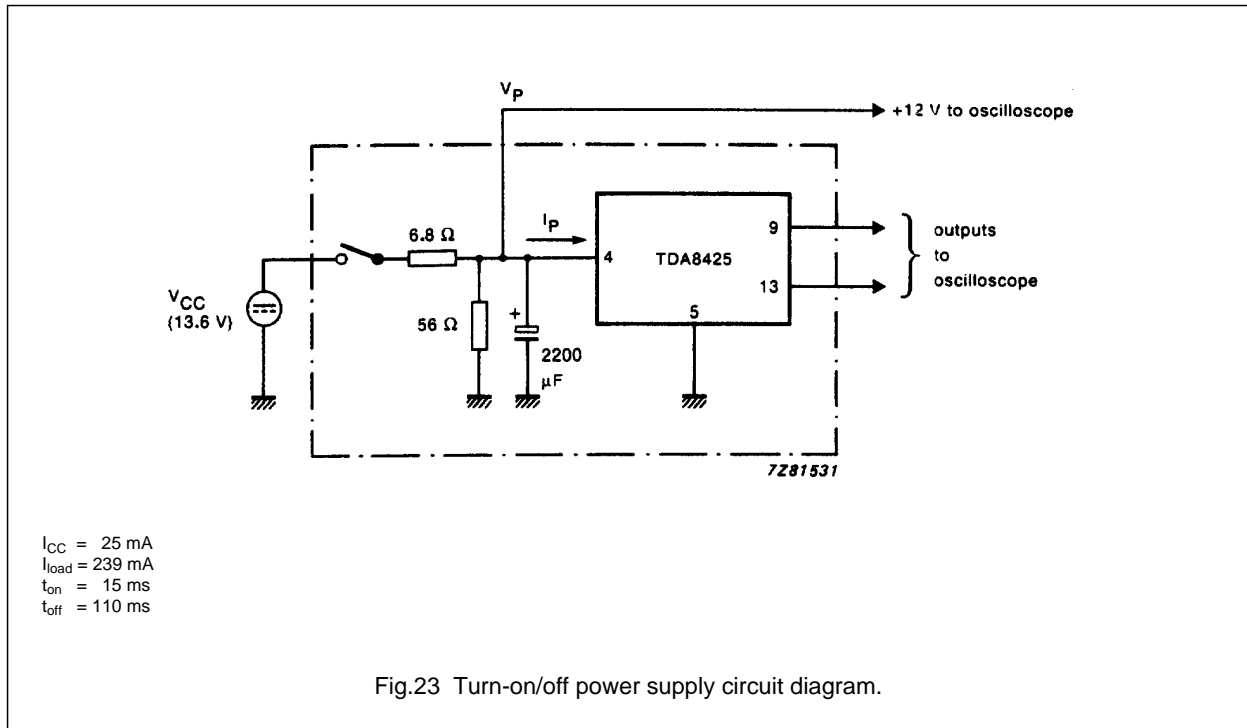 V_P
+12 V to oscilloscope
I_P
6.8 Ω
4
TDA8425
9
13
5
outputs
to
oscilloscope
V_CC
(13.6 V)
56 Ω
+
2200
μF
7Z81531
I_CC = 25 mA
I_load = 239 mA
t_on = 15 ms
t_off = 110 ms
Fig.23 Turn-on/off power supply circuit diagram.